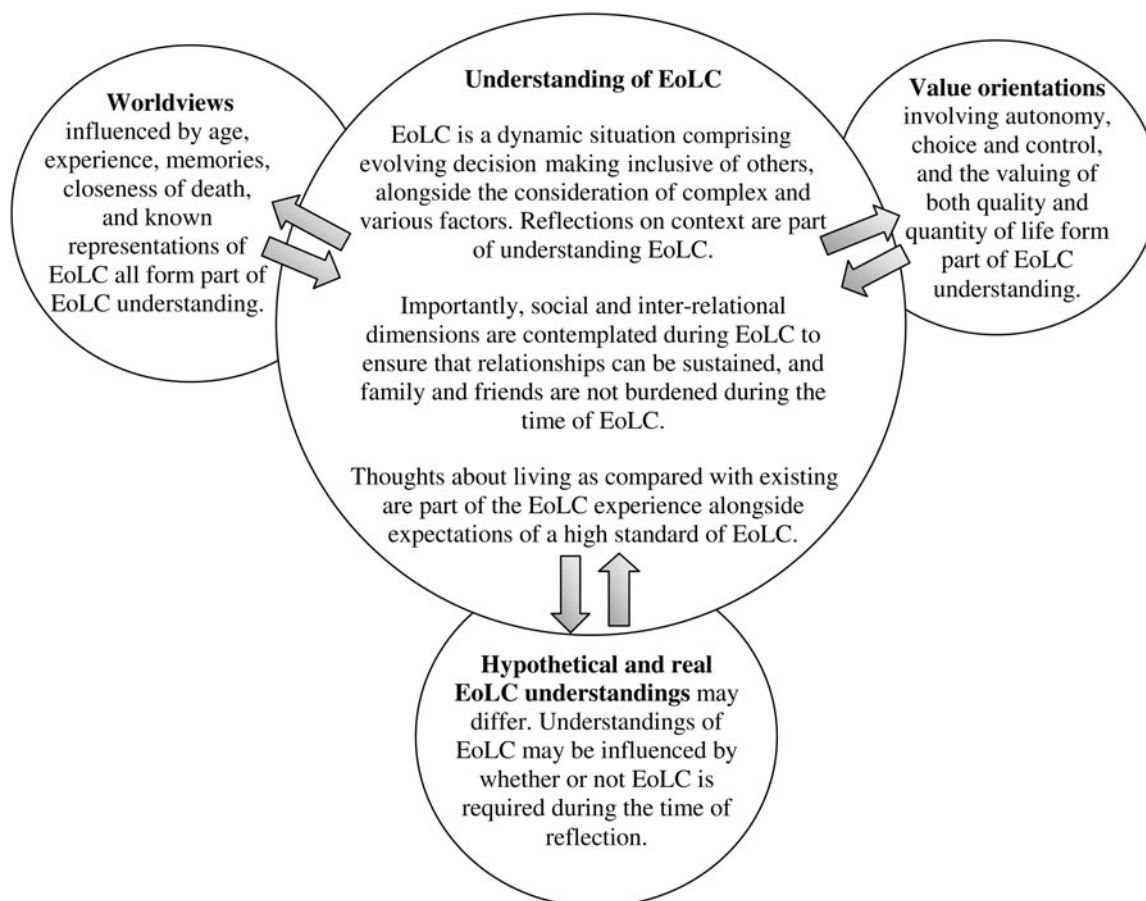 Worldviews
influenced by age,
experience, memories,
closeness of death,
and known
representations of
EoLC all form part of
EoLC understanding.
Understanding of EoLC
EoLC is a dynamic situation comprising
evolving decision making inclusive of others,
alongside the consideration of complex and
various factors. Reflections on context are part
of understanding EoLC.
Importantly, social and inter-relational
dimensions are contemplated during EoLC to
ensure that relationships can be sustained, and
family and friends are not burdened during the
time of EoLC.
Thoughts about living as compared with existing
are part of the EoLC experience alongside
expectations of a high standard of EoLC.
Value orientations
involving autonomy,
choice and control,
and the valuing of
both quality and
quantity of life form
part of EoLC
understanding.
Hypothetical and real
EoLC understandings may
differ. Understandings of
EoLC may be influenced by
whether or not EoLC is
required during the time of
reflection.